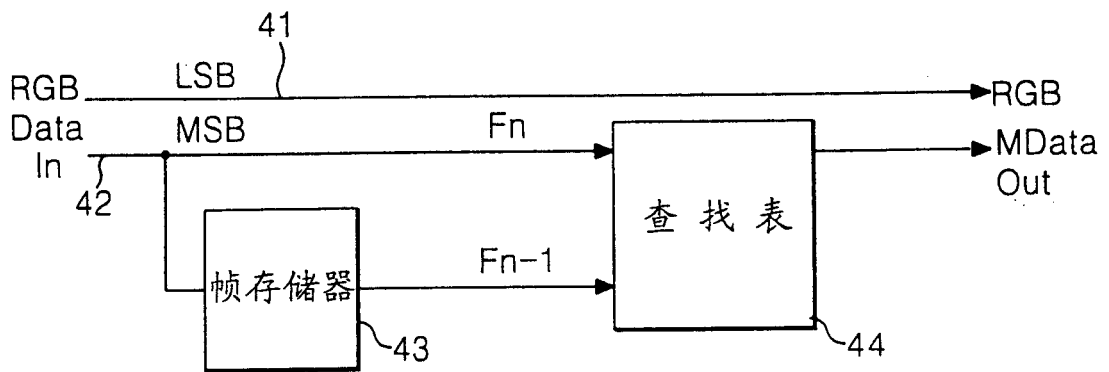 41
LSB
RGB
Data
In
MSB
Fn
RGB
MData
Out
42
查找表
帧存储器
Fn-1
43
44